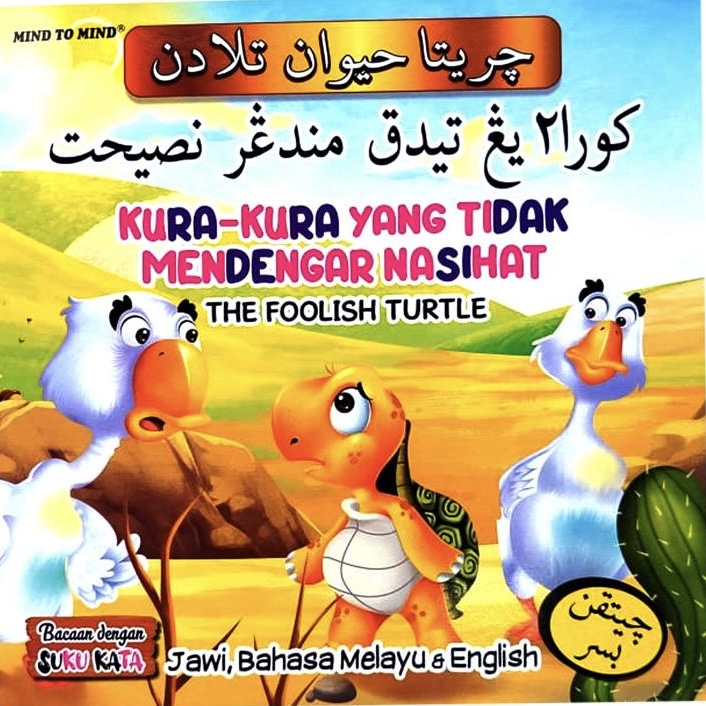 MIND TO MIND®
چريتا حيوان تلادن
كورا٢ يڠ تيدق مندڠر نصيحت
KURA-KURA YANG TIDAK
MENDENGAR NASIHAT
THE FOOLISH TURTLE
Bacaan dengan
SUKU KATA
Jawi, Bahasa Melayu & English
چيتقن
بسر